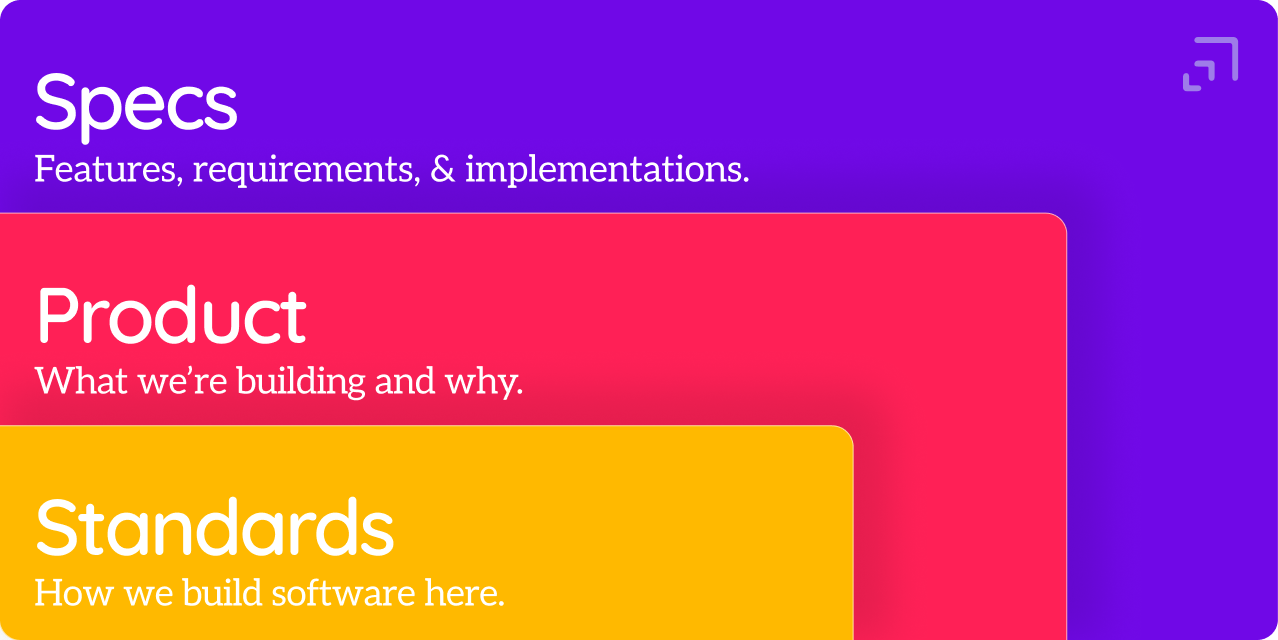 Specs
Features, requirements, & implementations.
Product
What we’re building and why.
Standards
How we build software here.